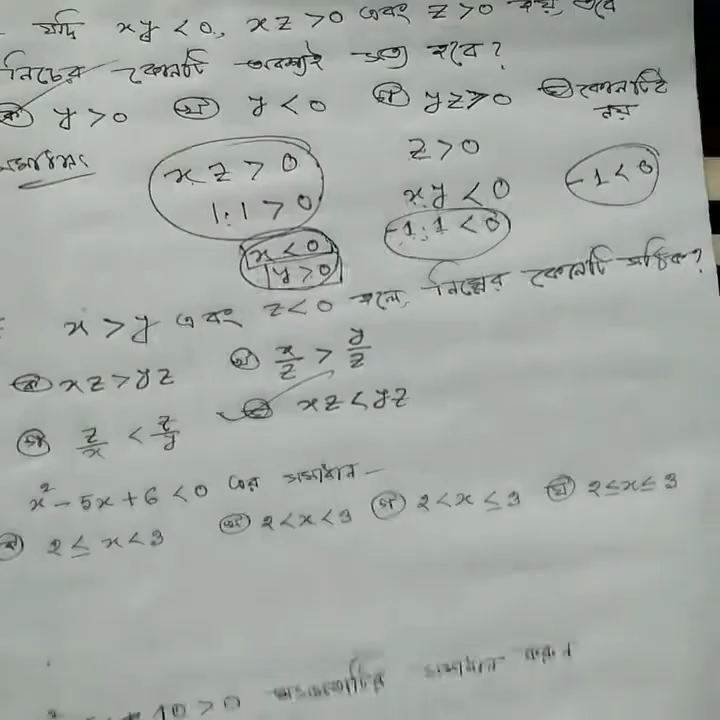 যদি xy < 0, xz > 0 এবং z > 0 হয়, তবে
নিচের কোনটি অবশ্যই সত্য হবে?
ক y > 0 খ y < 0 গ yz > 0 ঘ কোনটিই নয়
সমাধানঃ
xz > 0
1.1 > 0
x < 0
y > 0
z > 0
xy < 0
-1.1 < 0
-1 < 0
x > y এবং z < 0 হলে, নিম্নের কোনটি সঠিক?
ক xz > yz খ x/z > y/z
গ z/x < z/y ঘ xz < yz
x² - 5x + 6 < 0 এর সমাধান -
ক 2 ≤ x < 3 খ 2 < x < 3 গ 2 < x ≤ 3 ঘ 2 ≤ x ≤ 3
10 > 0 অসমতাটির সমাধান